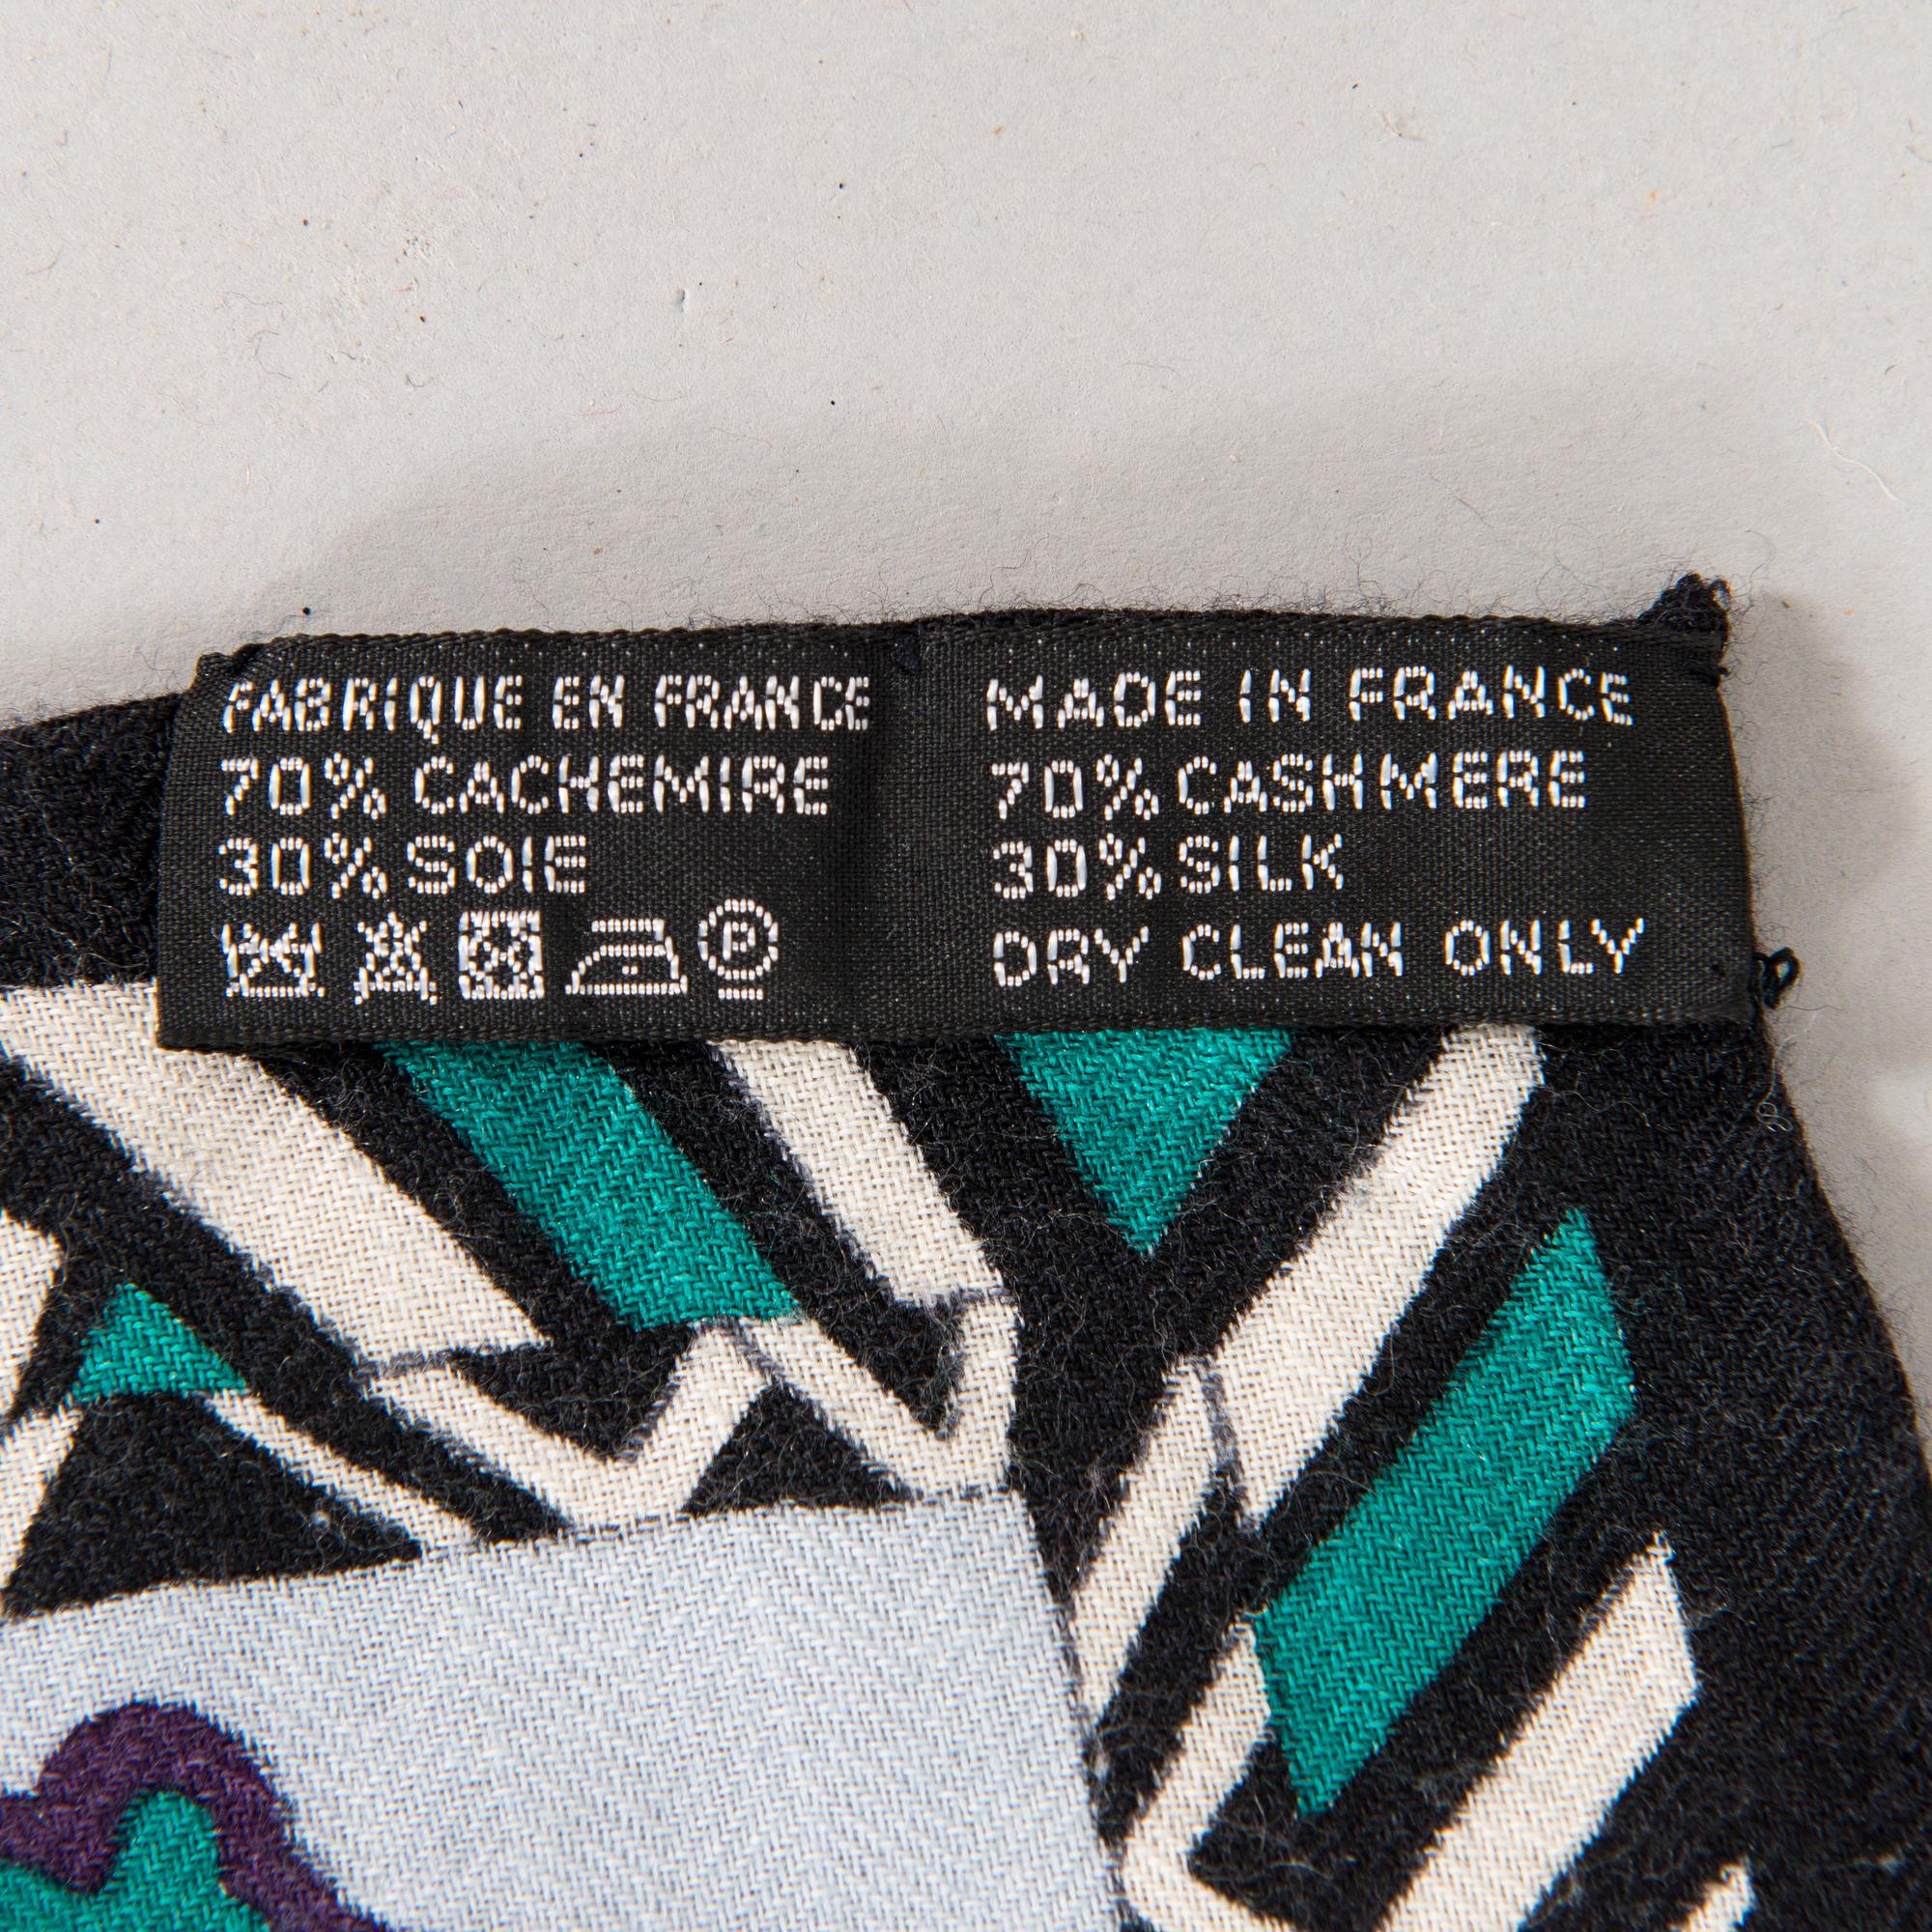 FABRIQUE EN FRANCE
70% CACHEMIRE
30% SOIE
P
MADE IN FRANCE
70% CASHMERE
30% SILK
DRY CLEAN ONLY